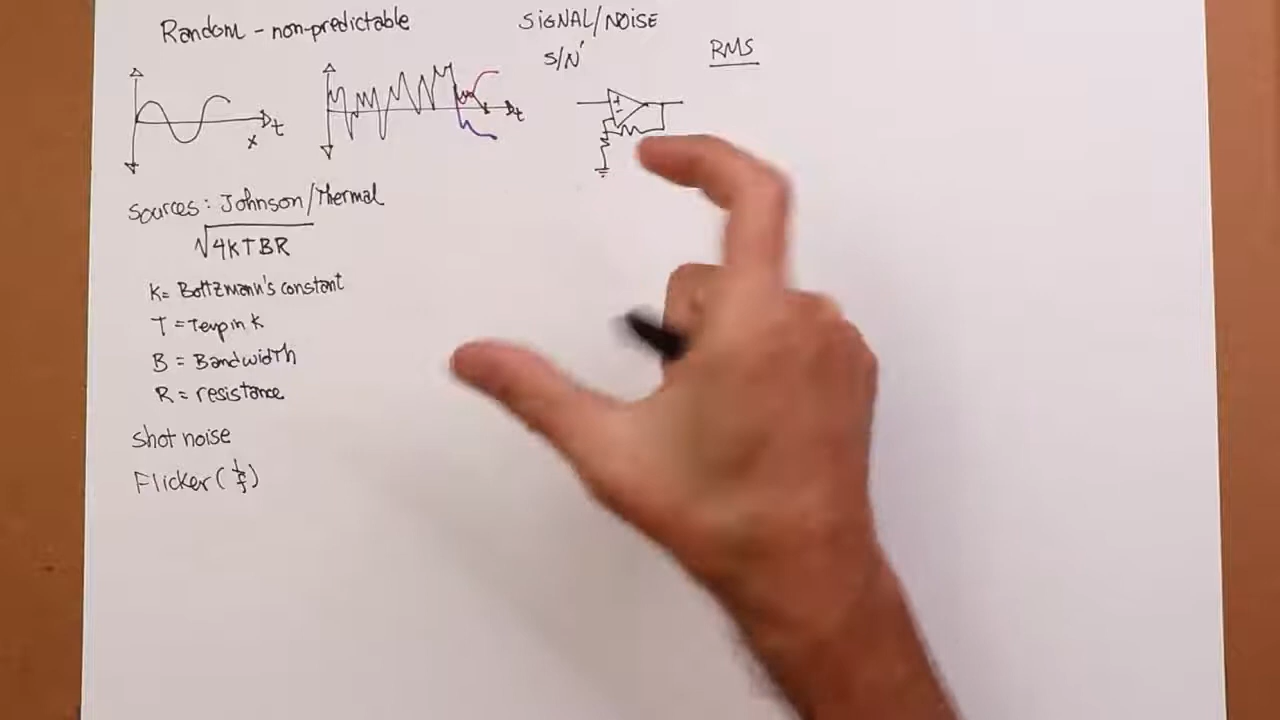 Random - non-predictable
SIGNAL/NOISE
S/N
RMS
t
x
t
+
-
Sources: Johnson/Thermal
√4KTBR
K= Boltzmann's constant
T = Temp in K
B = Bandwidth
R = resistance
Shot noise
Flicker (1/f)